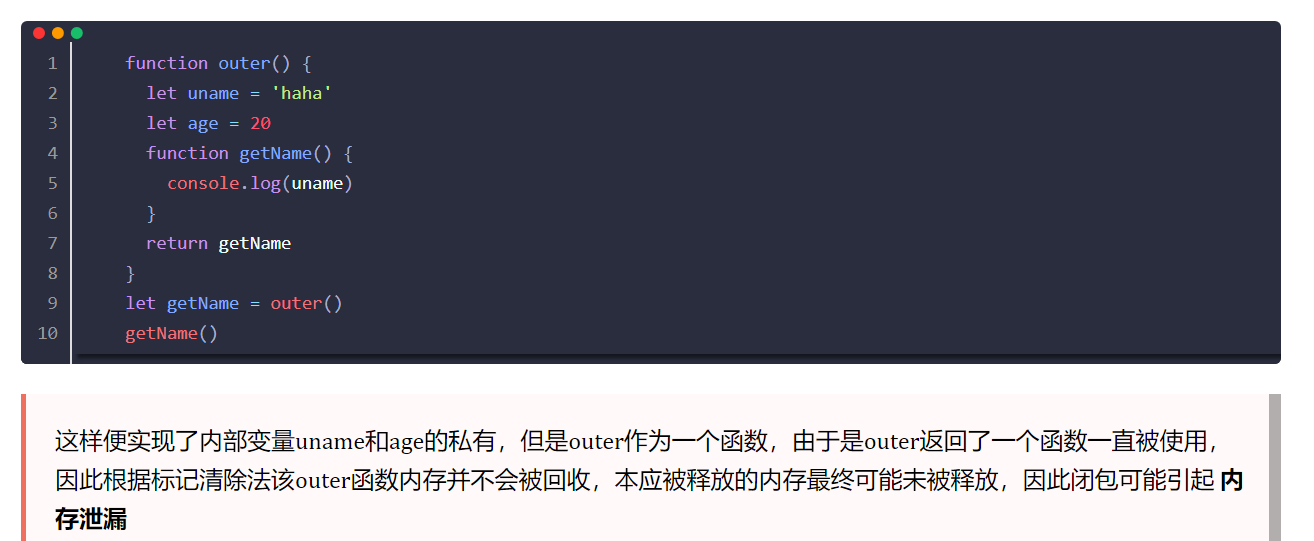 1 function outer() {
2 let uname = 'haha'
3 let age = 20
4 function getName() {
5 console.log(uname)
6 }
7 return getName
8 }
9 let getName = outer()
10 getName()
这样便实现了内部变量uname和age的私有，但是outer作为一个函数，由于是outer返回了一个函数一直被使用，
因此根据标记清除法该outer函数内存并不会被回收，本应被释放的内存最终可能未被释放，因此闭包可能引起 内
存泄漏